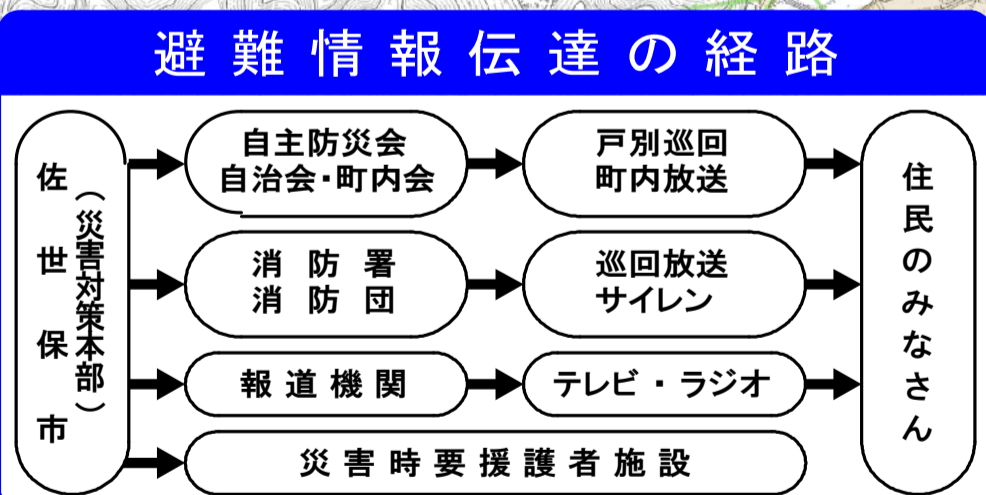 避難情報伝達の経路
佐世保市
（災害対策本部）
自主防災会
自治会・町内会
戸別巡回
町内放送
消防署
消防団
巡回放送
サイレン
報道機関
テレビ・ラジオ
災害時要援護者施設
住民のみなさん